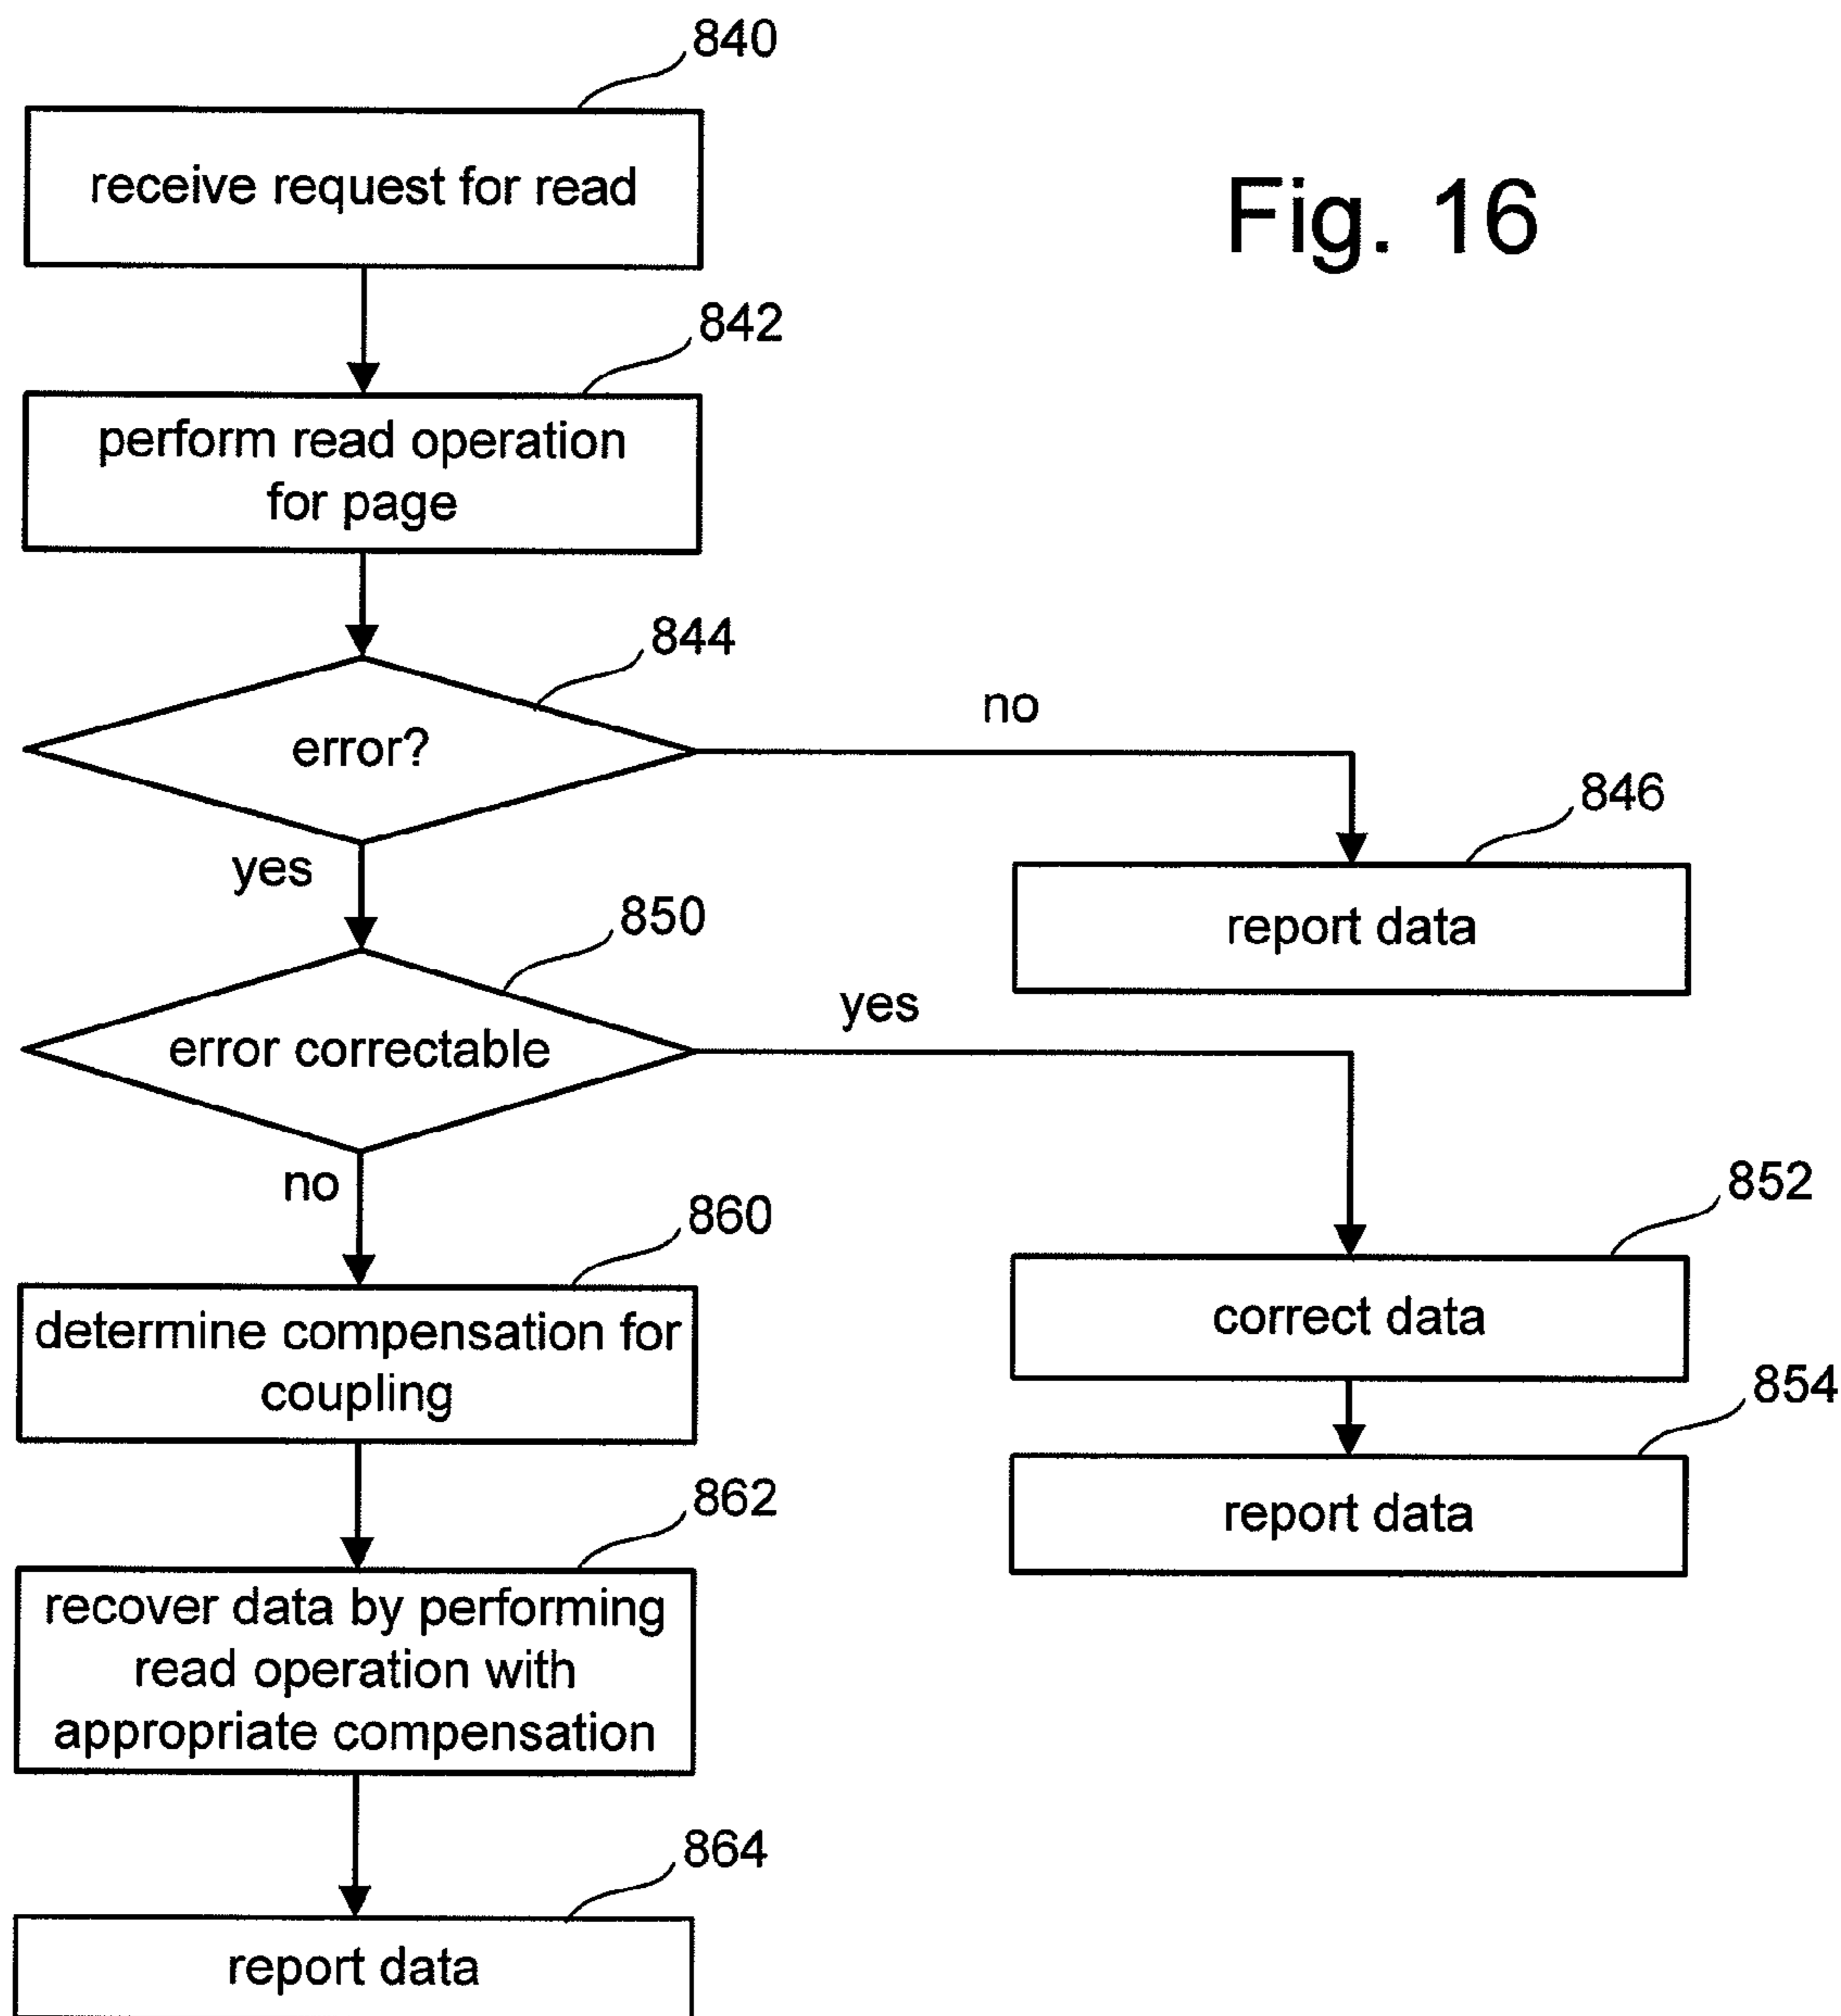 840
receive request for read
Fig. 16
842
perform read operation
for page
844
error?
no
yes
846
report data
850
error correctable
yes
no
852
correct data
854
report data
860
determine compensation for
coupling
862
recover data by performing
read operation with
appropriate compensation
864
report data